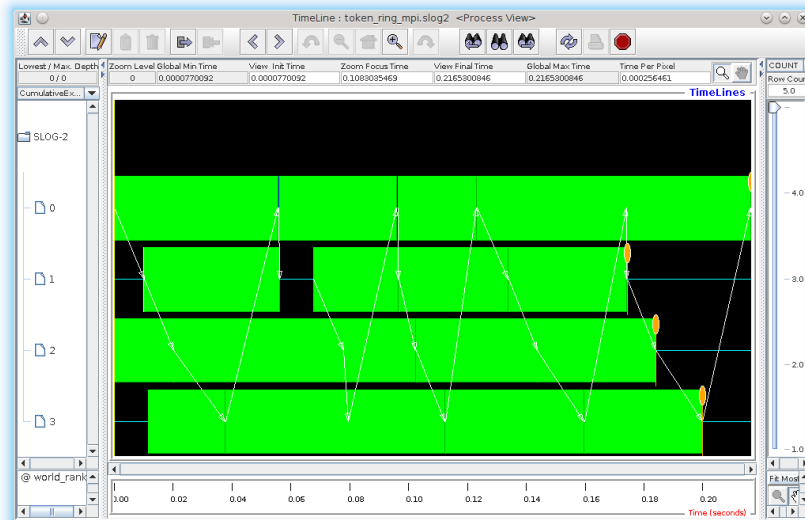 TimeLine : token_ring_mpi.slog2 <Process View>
Lowest / Max. Depth
0 / 0
CumulativeEx...
Zoom Level Global Min Time View Init Time Zoom Focus Time View Final Time Global Max Time Time Per Pixel
0 0.0000770092 0.0000770092 0.1083035469 0.2165300846 0.2165300846 0.000256461
COUNT
Row Coun
5.0
TimeLines
SLOG-2
0
1
2
3
4.0
3.0
2.0
1.0
@ world_rank
Fit Mos
0.00 0.02 0.04 0.06 0.08 0.10 0.12 0.14 0.16 0.18 0.20
Time (seconds)